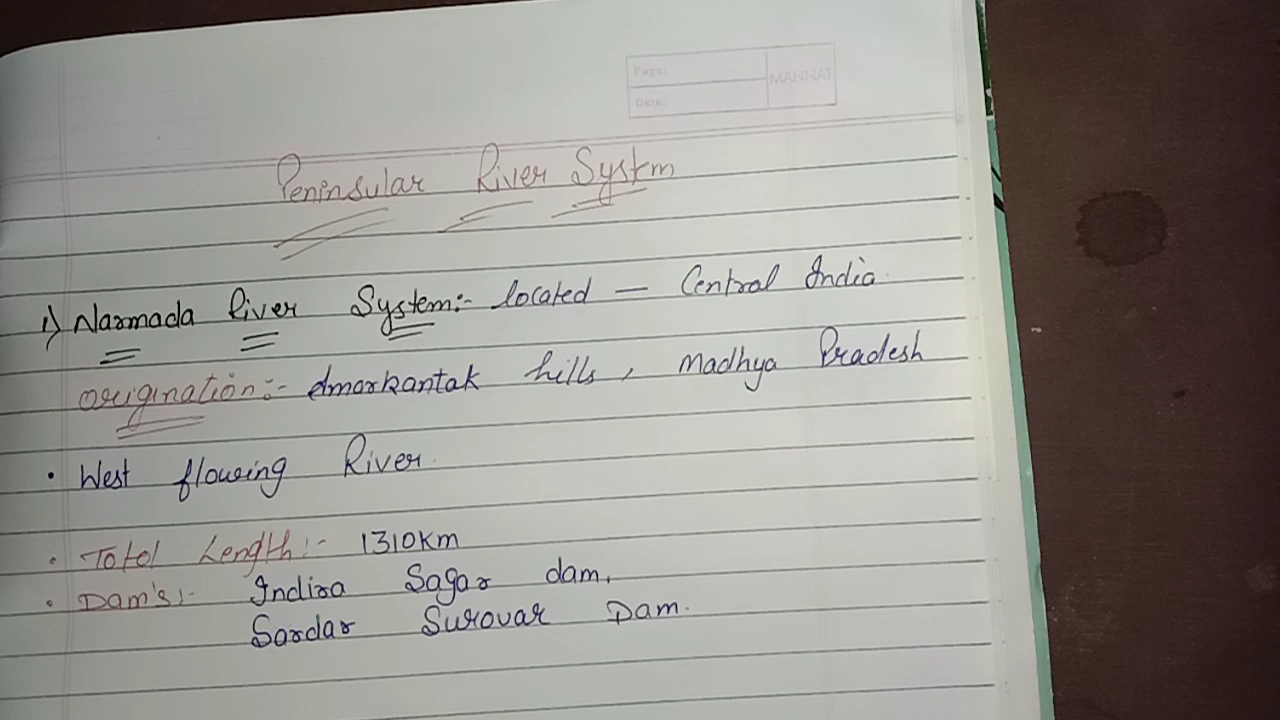 Page:
MANNAT
Date:
Peninsular River System
1) Narmada River System:- located — Central India.
origination:- Amarkantak hills, Madhya Pradesh
• West flowing River.
• Total Length:- 1310km
• Dam's:- Indira Sagar dam,
Sardar Surovar Dam.